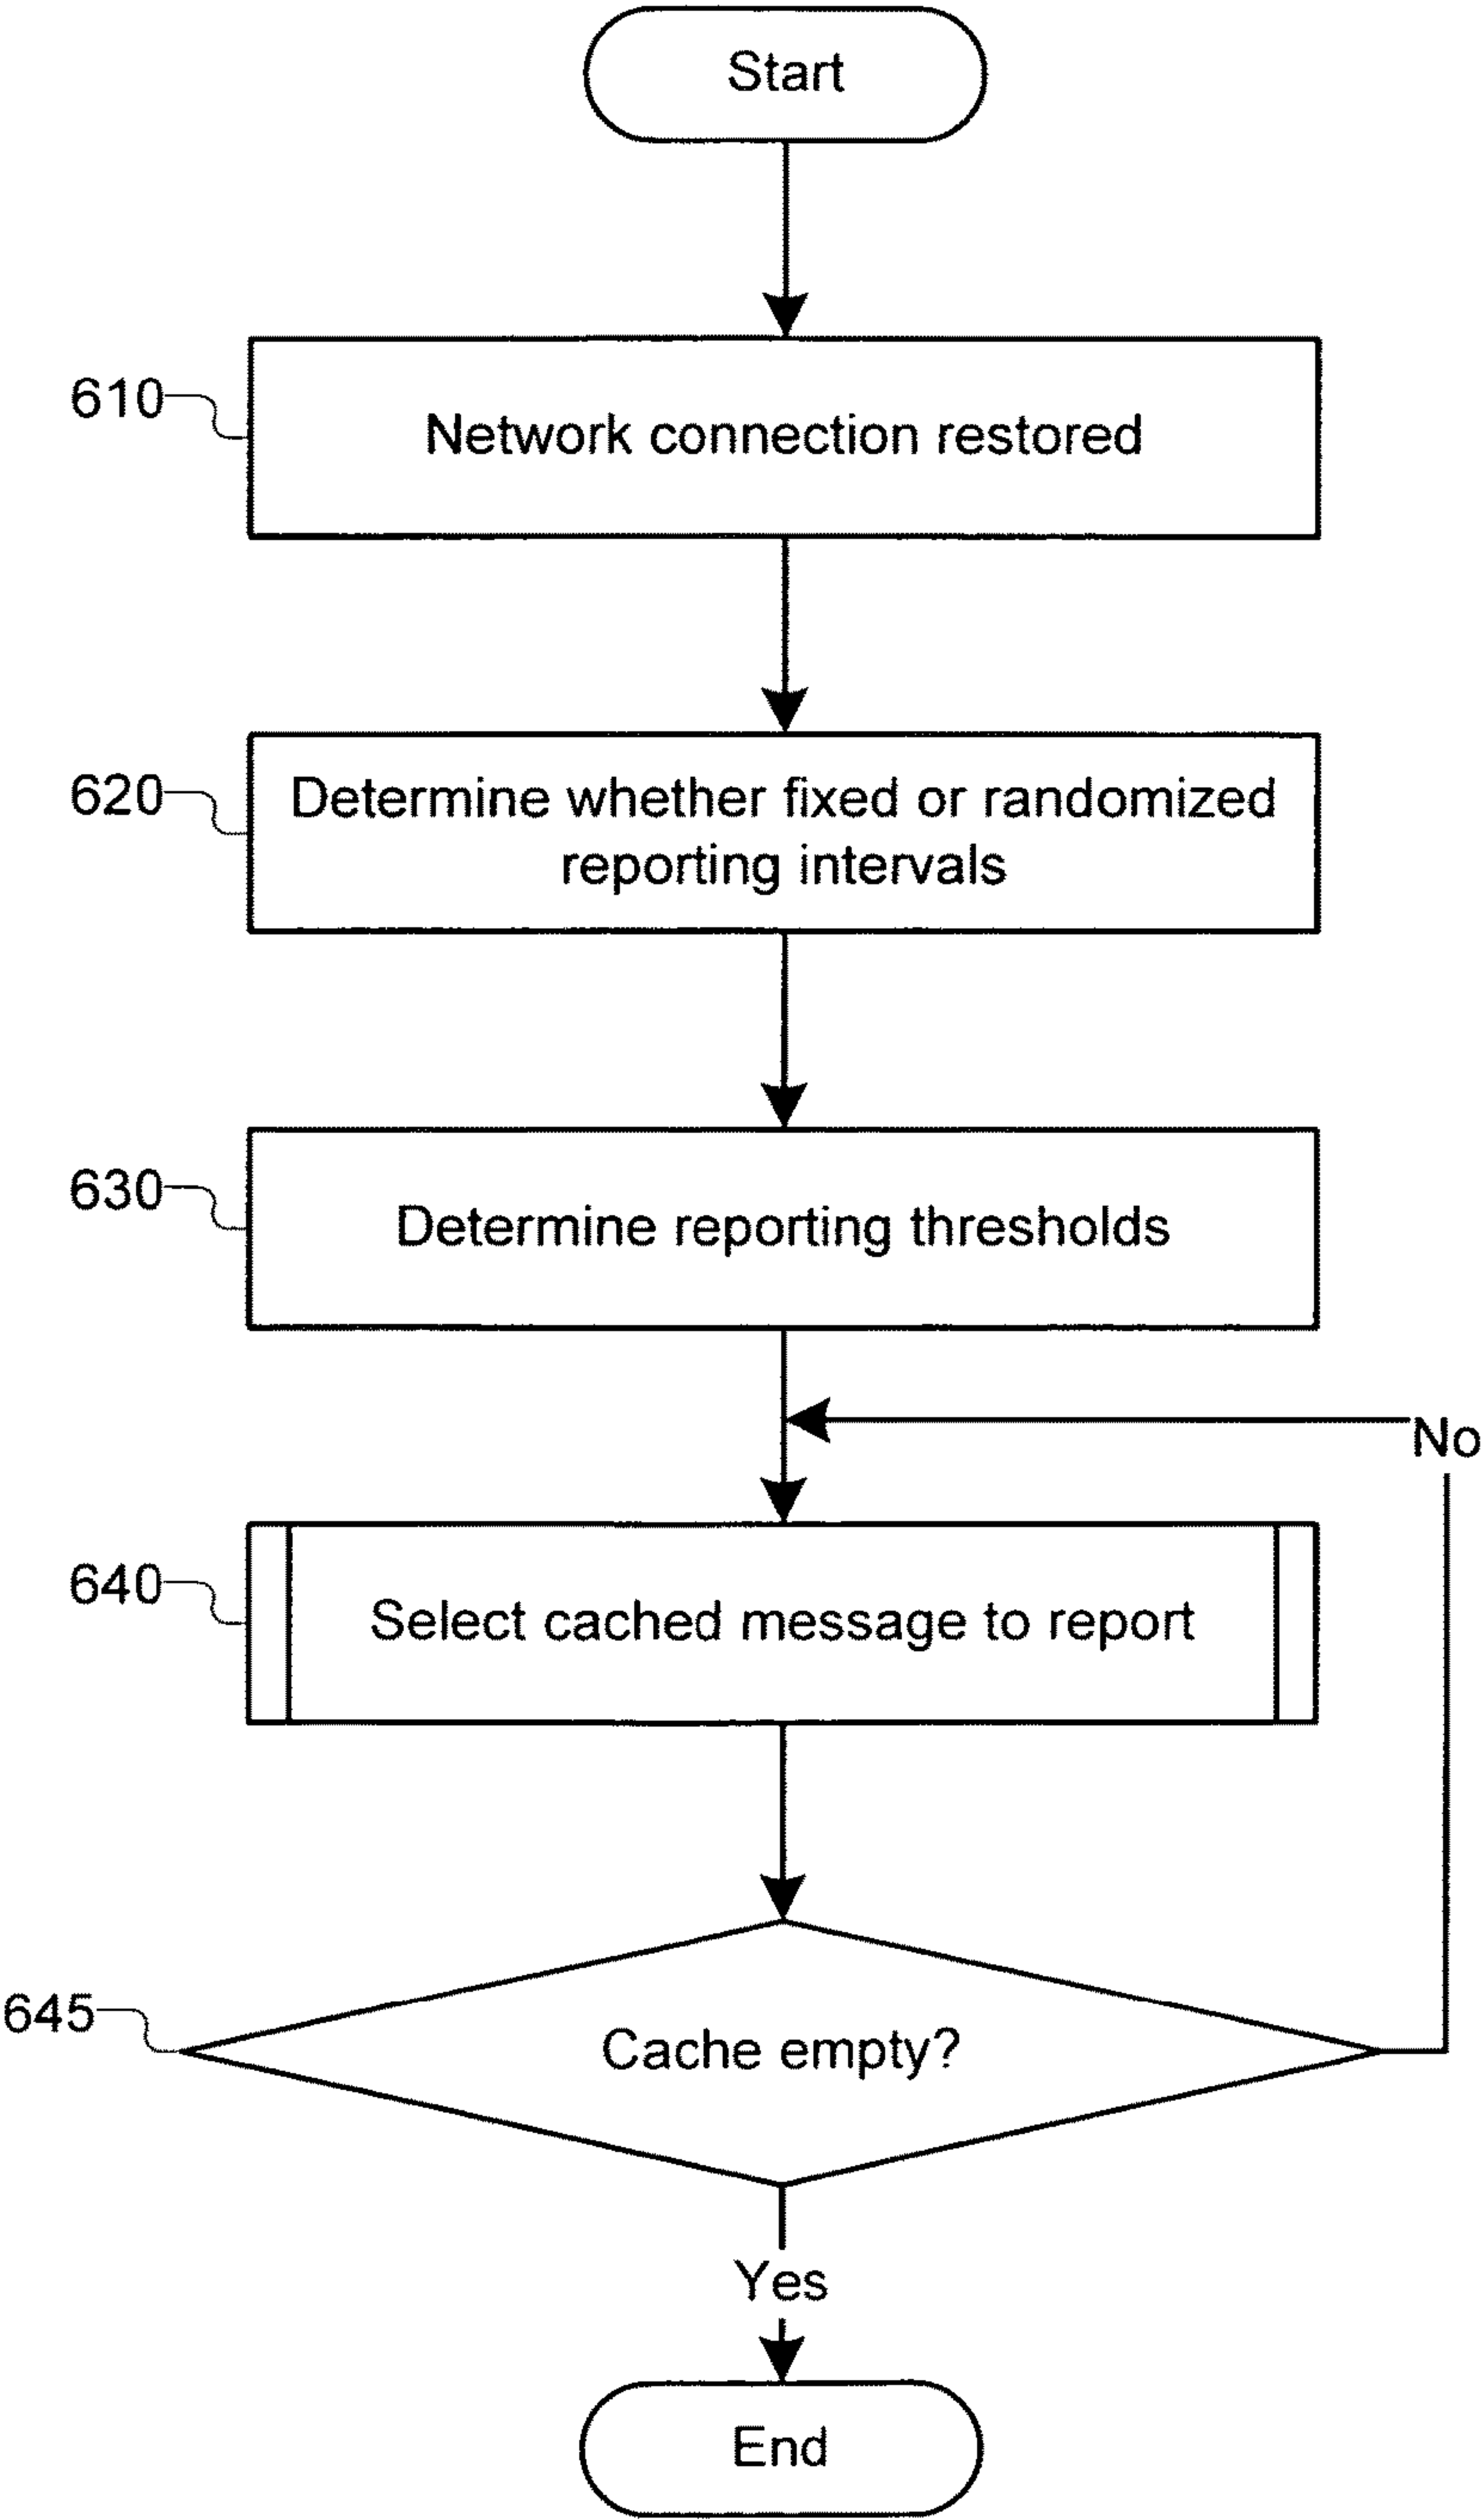 Start
610
Network connection restored
620
Determine whether fixed or randomized
reporting intervals
630
Determine reporting thresholds
No
640
Select cached message to report
645
Cache empty?
Yes
End